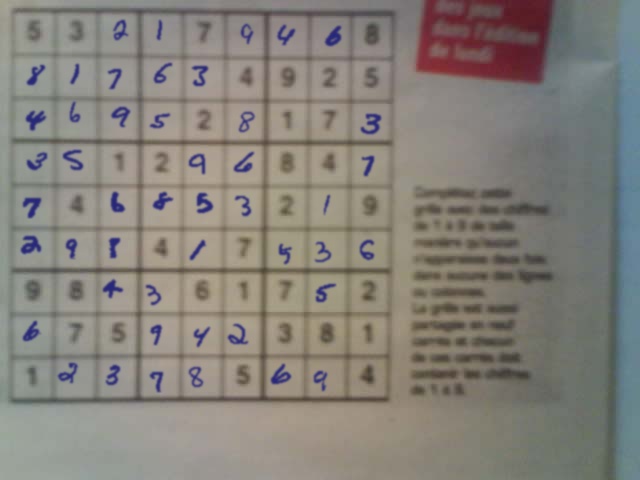 des jeux
dans l'édition
de lundi
5 3 2 1 7 9 4 6 8
8 1 7 6 3 4 9 2 5
4 6 9 5 2 8 1 7 3
3 5 1 2 9 6 8 4 7
7 4 6 8 5 3 2 1 9
2 9 8 4 1 7 5 3 6
9 8 4 3 6 1 7 5 2
6 7 5 9 4 2 3 8 1
1 2 3 7 8 5 6 9 4
Complétez cette
grille avec des chiffres
de 1 à 9 de telle
manière qu'aucun
n'apparaisse deux fois
dans aucune des lignes
ou colonnes.
La grille est aussi
partagée en neuf
carrés et chacun
de ces carrés doit
contenir les chiffres
de 1 à 9.